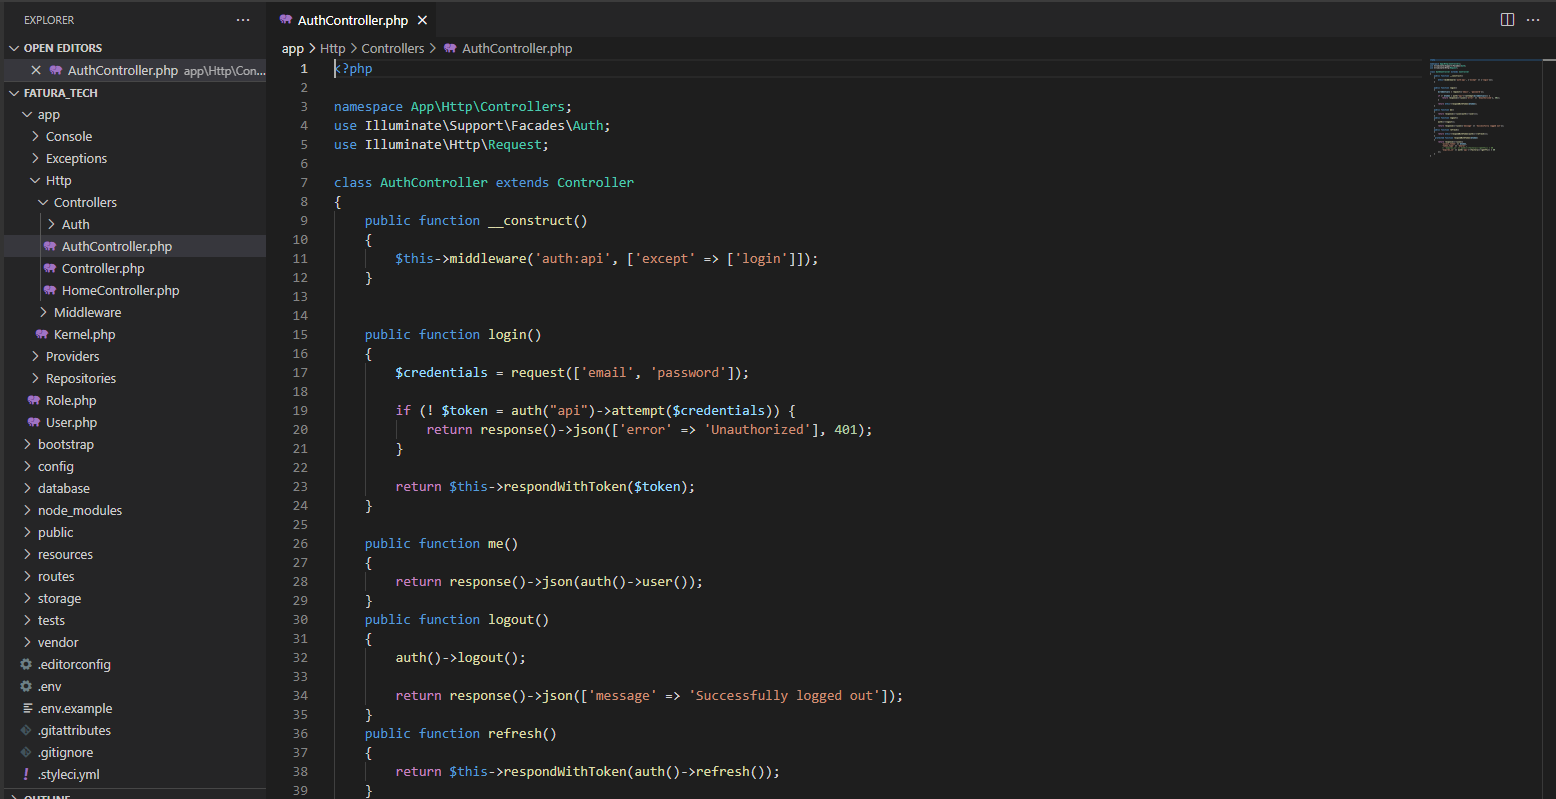 EXPLORER
OPEN EDITORS
AuthController.php app\Http\Con...
FATURA_TECH
app
Console
Exceptions
Http
Controllers
Auth
AuthController.php
Controller.php
HomeController.php
Middleware
Kernel.php
Providers
Repositories
Role.php
User.php
bootstrap
config
database
node_modules
public
resources
routes
storage
tests
vendor
.editorconfig
.env
.env.example
.gitattributes
.gitignore
.styleci.yml
OUTLINE
AuthController.php
app > Http > Controllers > AuthController.php
1 <?php
2
3 namespace App\Http\Controllers;
4 use Illuminate\Support\Facades\Auth;
5 use Illuminate\Http\Request;
6
7 class AuthController extends Controller
8 {
9 public function __construct()
10 {
11 $this->middleware('auth:api', ['except' => ['login']]);
12 }
13
14
15 public function login()
16 {
17 $credentials = request(['email', 'password']);
18
19 if (! $token = auth("api")->attempt($credentials)) {
20 return response()->json(['error' => 'Unauthorized'], 401);
21 }
22
23 return $this->respondWithToken($token);
24 }
25
26 public function me()
27 {
28 return response()->json(auth()->user());
29 }
30 public function logout()
31 {
32 auth()->logout();
33
34 return response()->json(['message' => 'Successfully logged out']);
35 }
36 public function refresh()
37 {
38 return $this->respondWithToken(auth()->refresh());
39 }